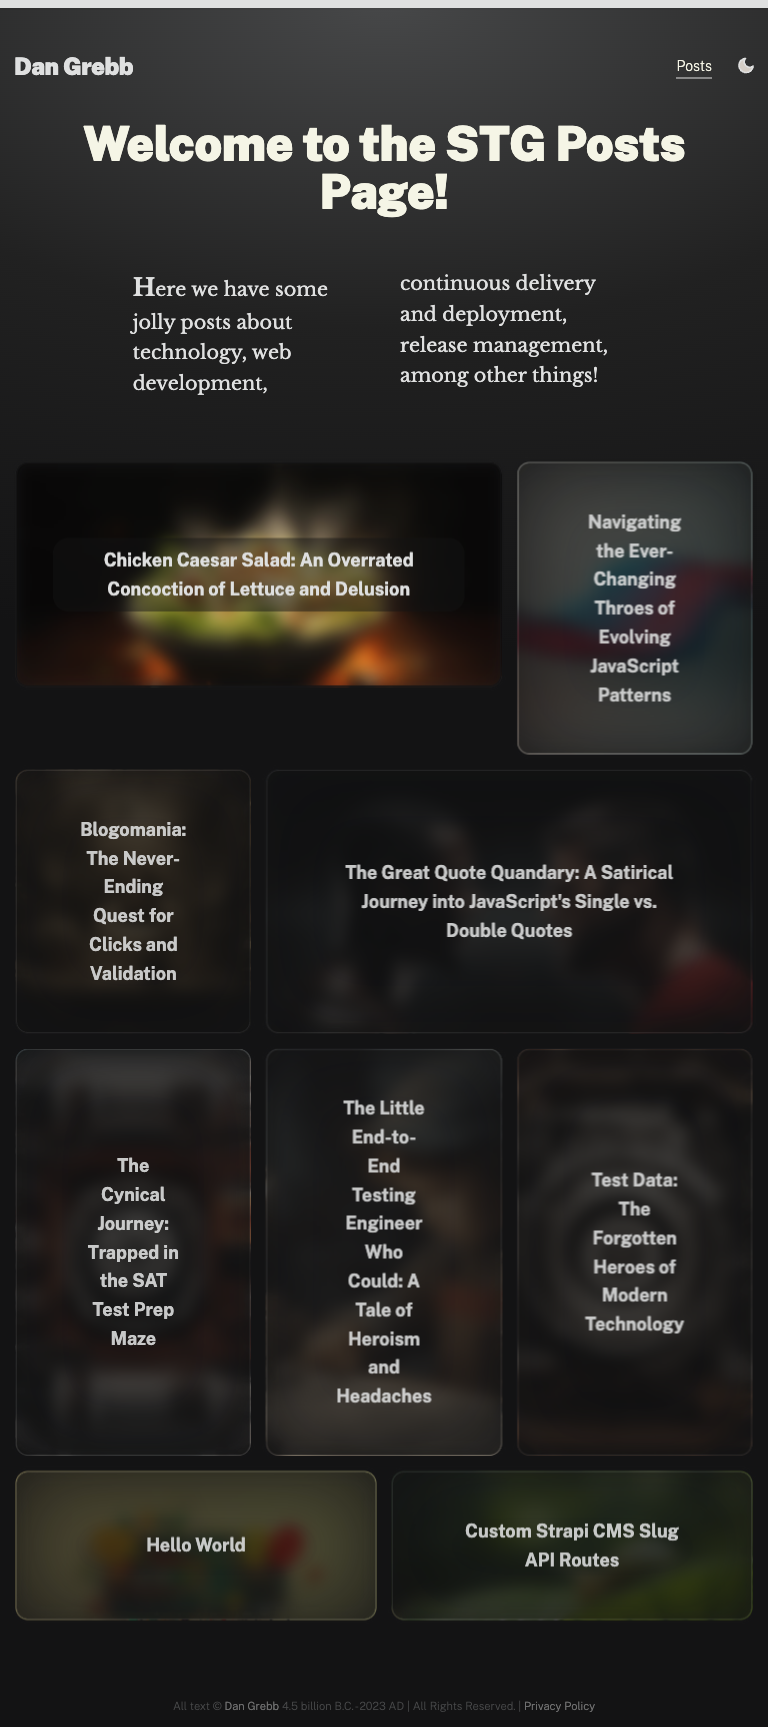 Dan Grebb
Posts
Welcome to the STG Posts
Page!
Here we have some
jolly posts about
technology, web
development,
continuous delivery
and deployment,
release management,
among other things!
Chicken Caesar Salad: An Overrated
Concoction of Lettuce and Delusion
Navigating
the Ever-
Changing
Throes of
Evolving
JavaScript
Patterns
Blogomania:
The Never-
Ending
Quest for
Clicks and
Validation
The Great Quote Quandary: A Satirical
Journey into JavaScript's Single vs.
Double Quotes
The
Cynical
Journey:
Trapped in
the SAT
Test Prep
Maze
The Little
End-to-
End
Testing
Engineer
Who
Could: A
Tale of
Heroism
and
Headaches
Test Data:
The
Forgotten
Heroes of
Modern
Technology
Hello World
Custom Strapi CMS Slug
API Routes
All text © Dan Grebb 4.5 billion B.C.-2023 AD | All Rights Reserved. | Privacy Policy